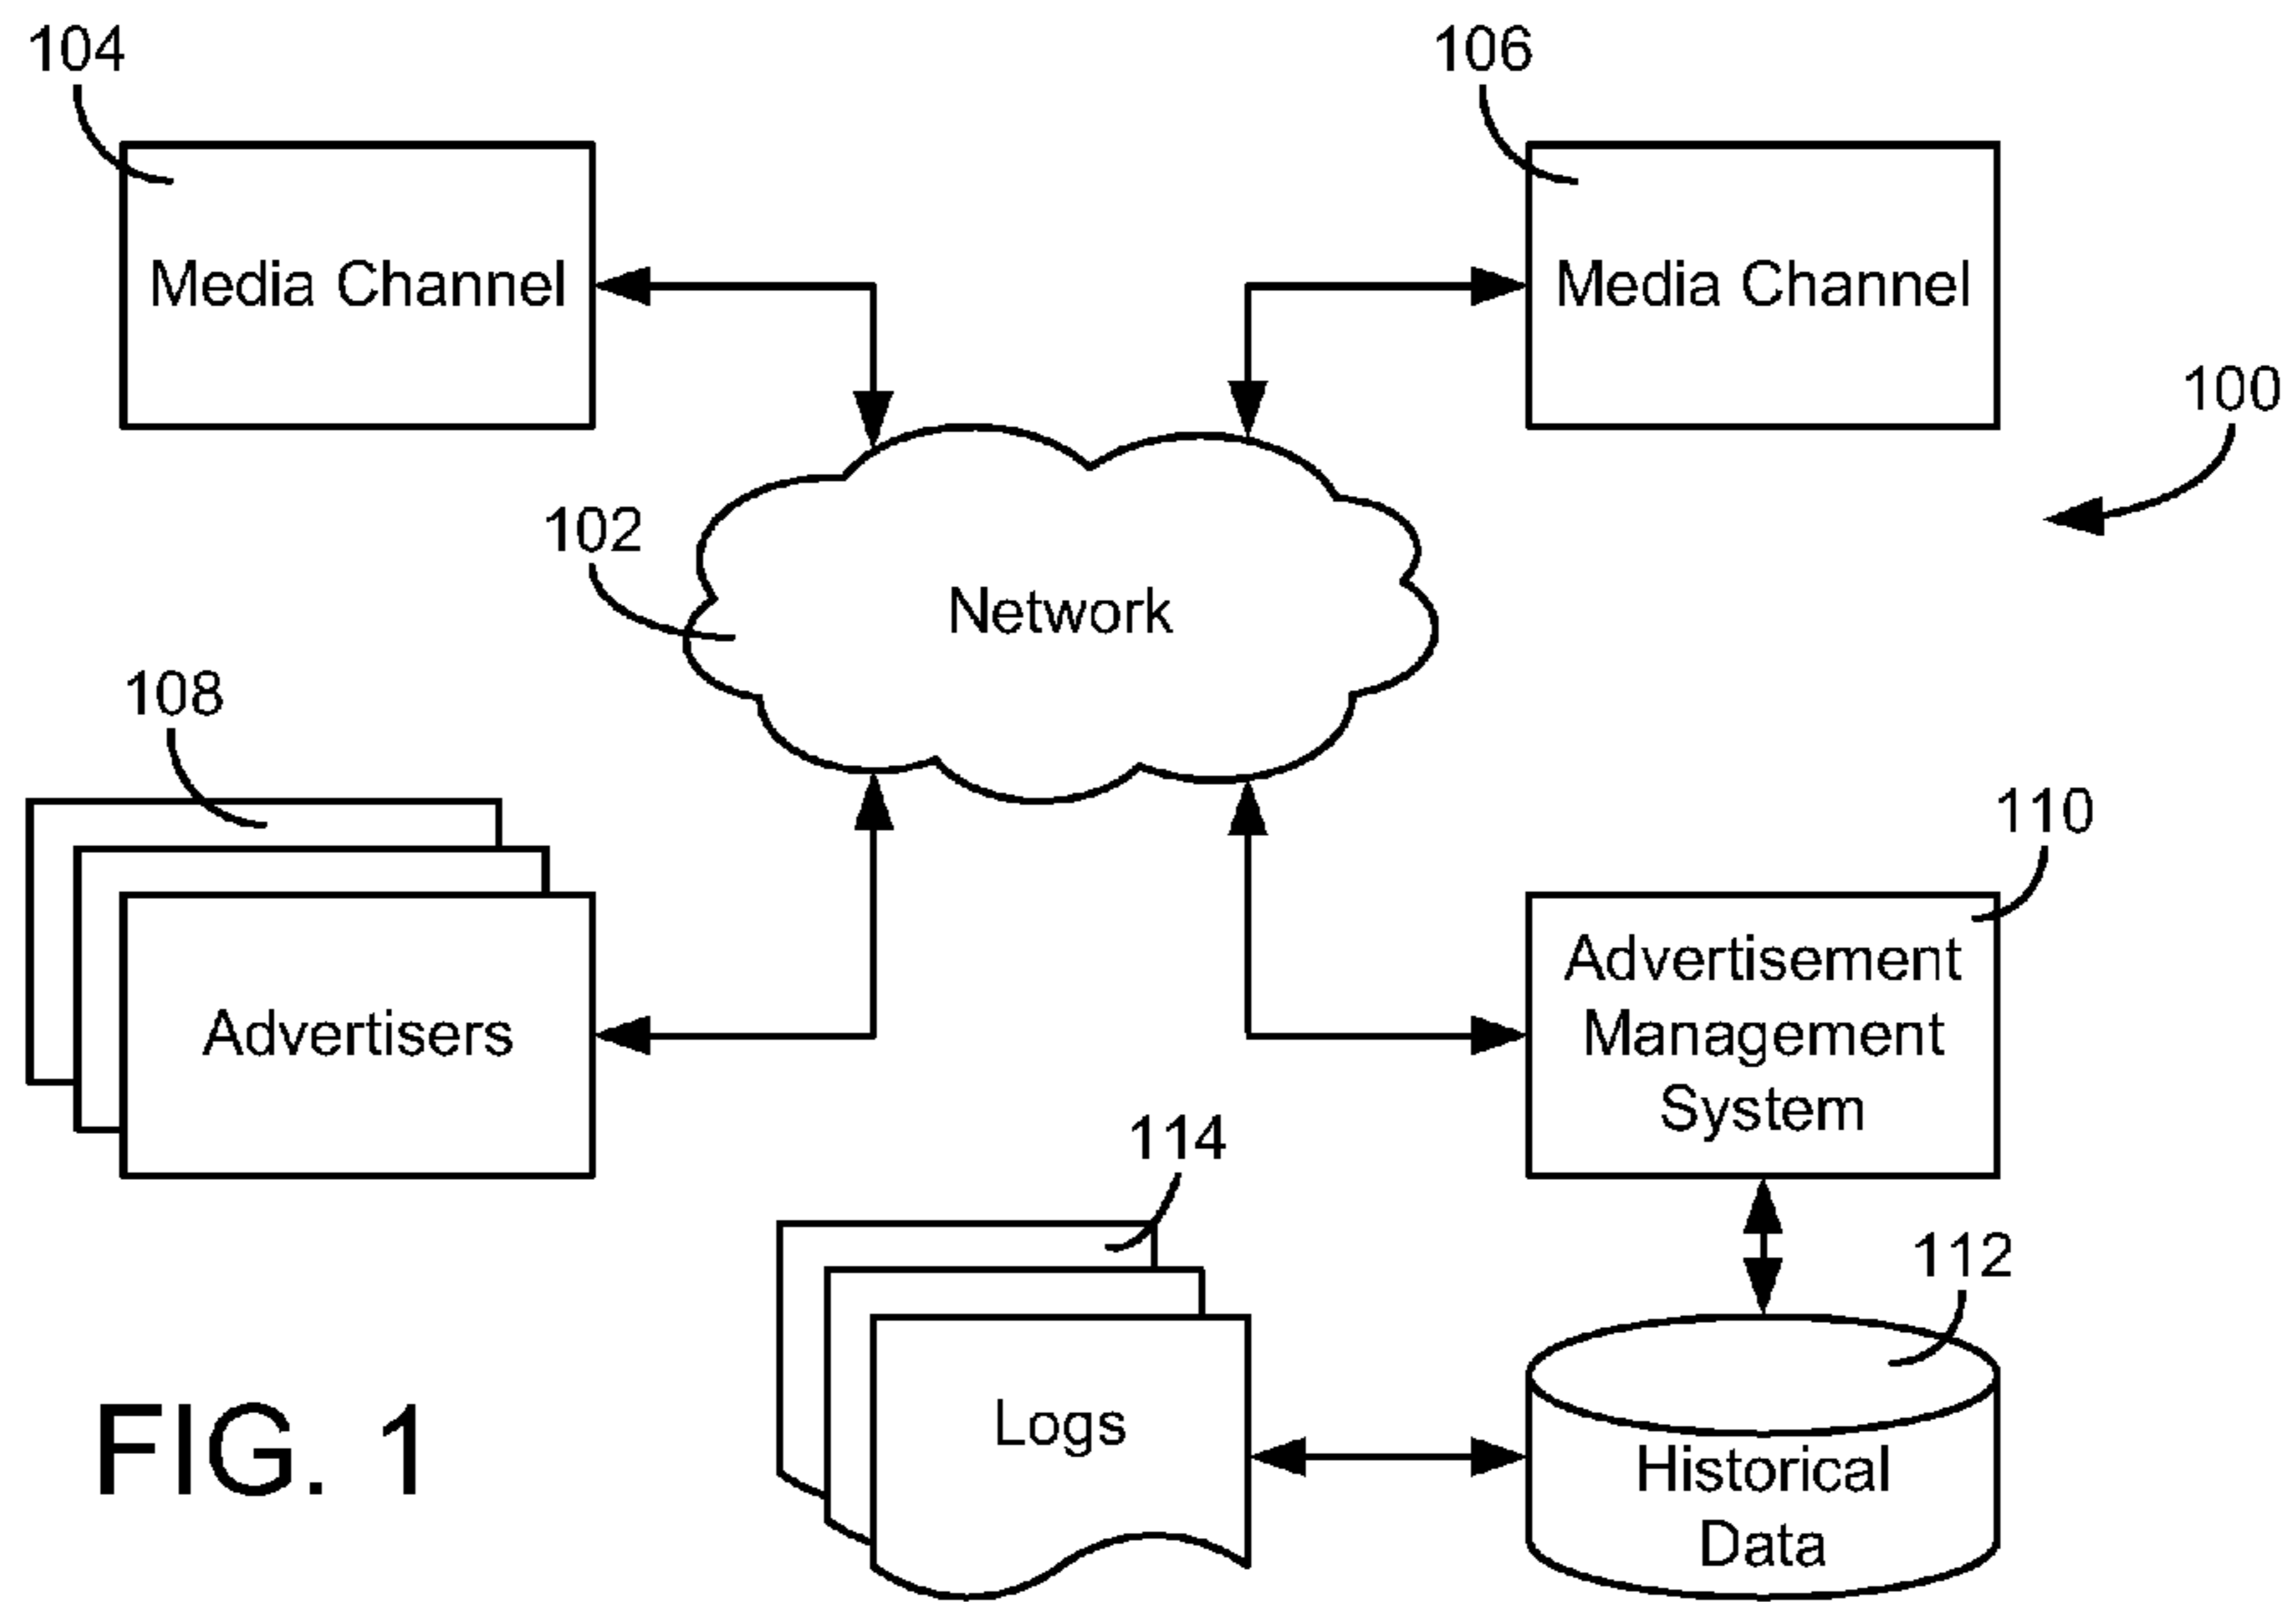 104
106
Media Channel
Media Channel
100
102
Network
108
110
Advertisement
Management
System
Advertisers
114
112
Logs
Historical
Data
FIG. 1